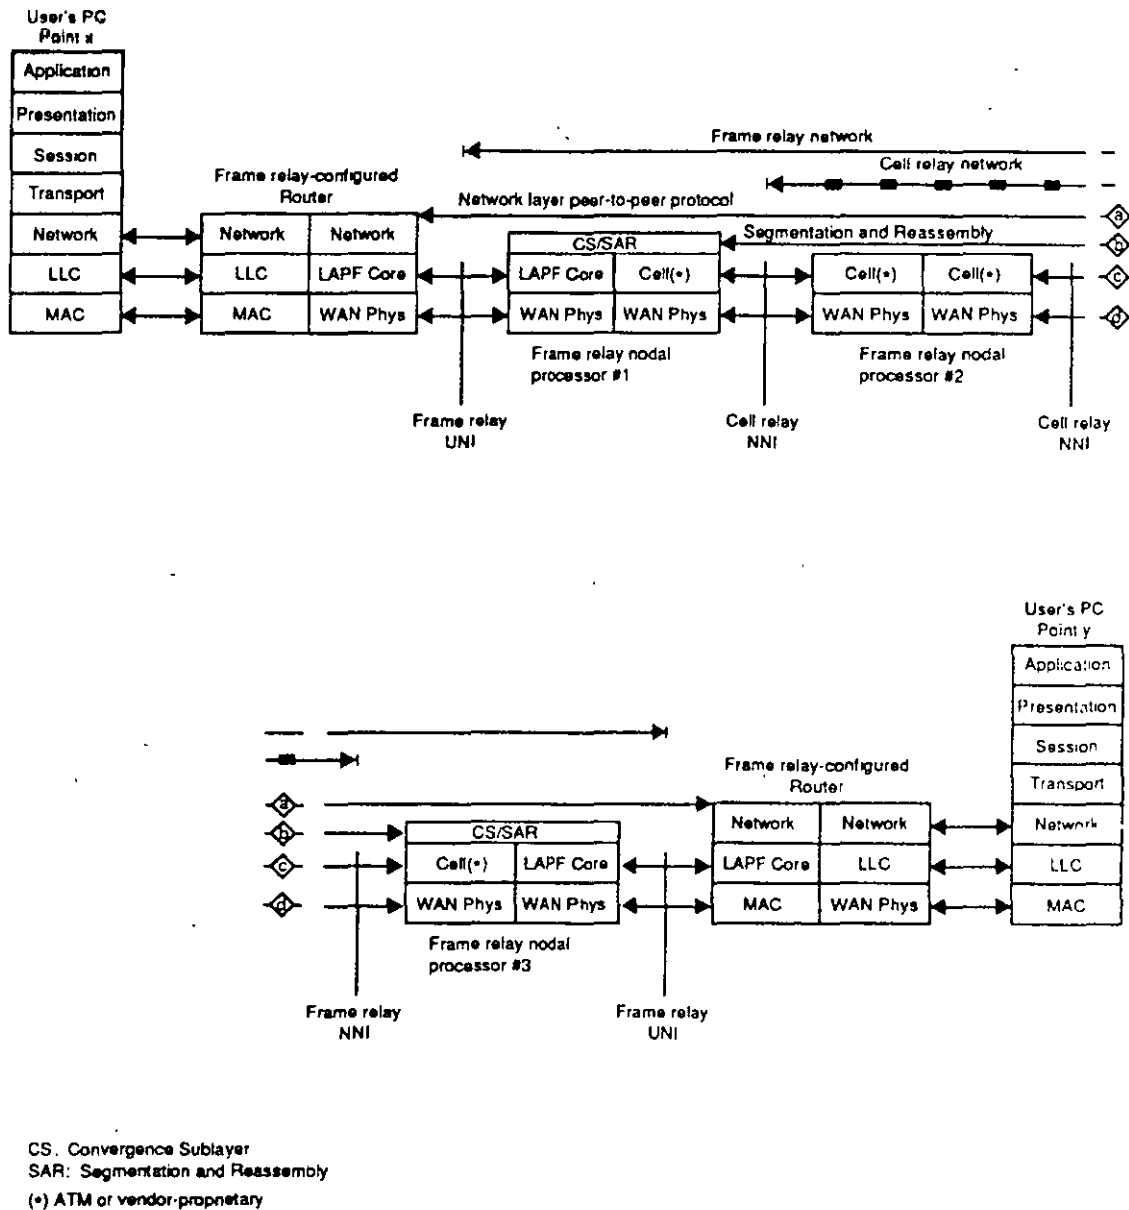 User's PC
Point x
Application
Presentation
Session
Transport
Network
LLC
MAC
Frame relay-configured
Router
Network Network
LLC LAPF Core
MAC WAN Phys
Frame relay network
Cell relay network
Network layer peer-to-peer protocol
a
Segmentation and Reassembly
b
CS/SAR
LAPF Core Cell(*)
WAN Phys WAN Phys
Frame relay nodal
processor #1
Cell(*) Cell(*)
c
WAN Phys WAN Phys
d
Frame relay nodal
processor #2
Frame relay
UNI
Cell relay
NNI
Cell relay
NNI
User's PC
Point y
Application
Presentation
Session
Transport
Network
LLC
MAC
Frame relay-configured
Router
Network Network
LAPF Core LLC
MAC WAN Phys
a
b
c
d
CS/SAR
Cell(*) LAPF Core
WAN Phys WAN Phys
Frame relay nodal
processor #3
Frame relay
NNI
Frame relay
UNI
CS. Convergence Sublayer
SAR: Segmentation and Reassembly
(*) ATM or vendor-proprietary